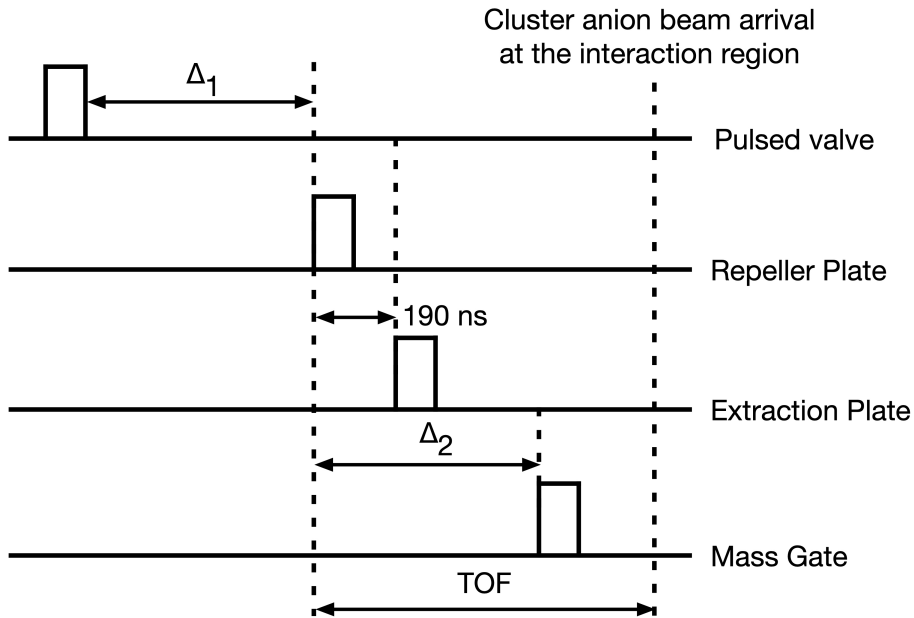 Cluster anion beam arrival
at the interaction region
Δ1
Pulsed valve
Repeller Plate
190 ns
Extraction Plate
Δ2
Mass Gate
TOF